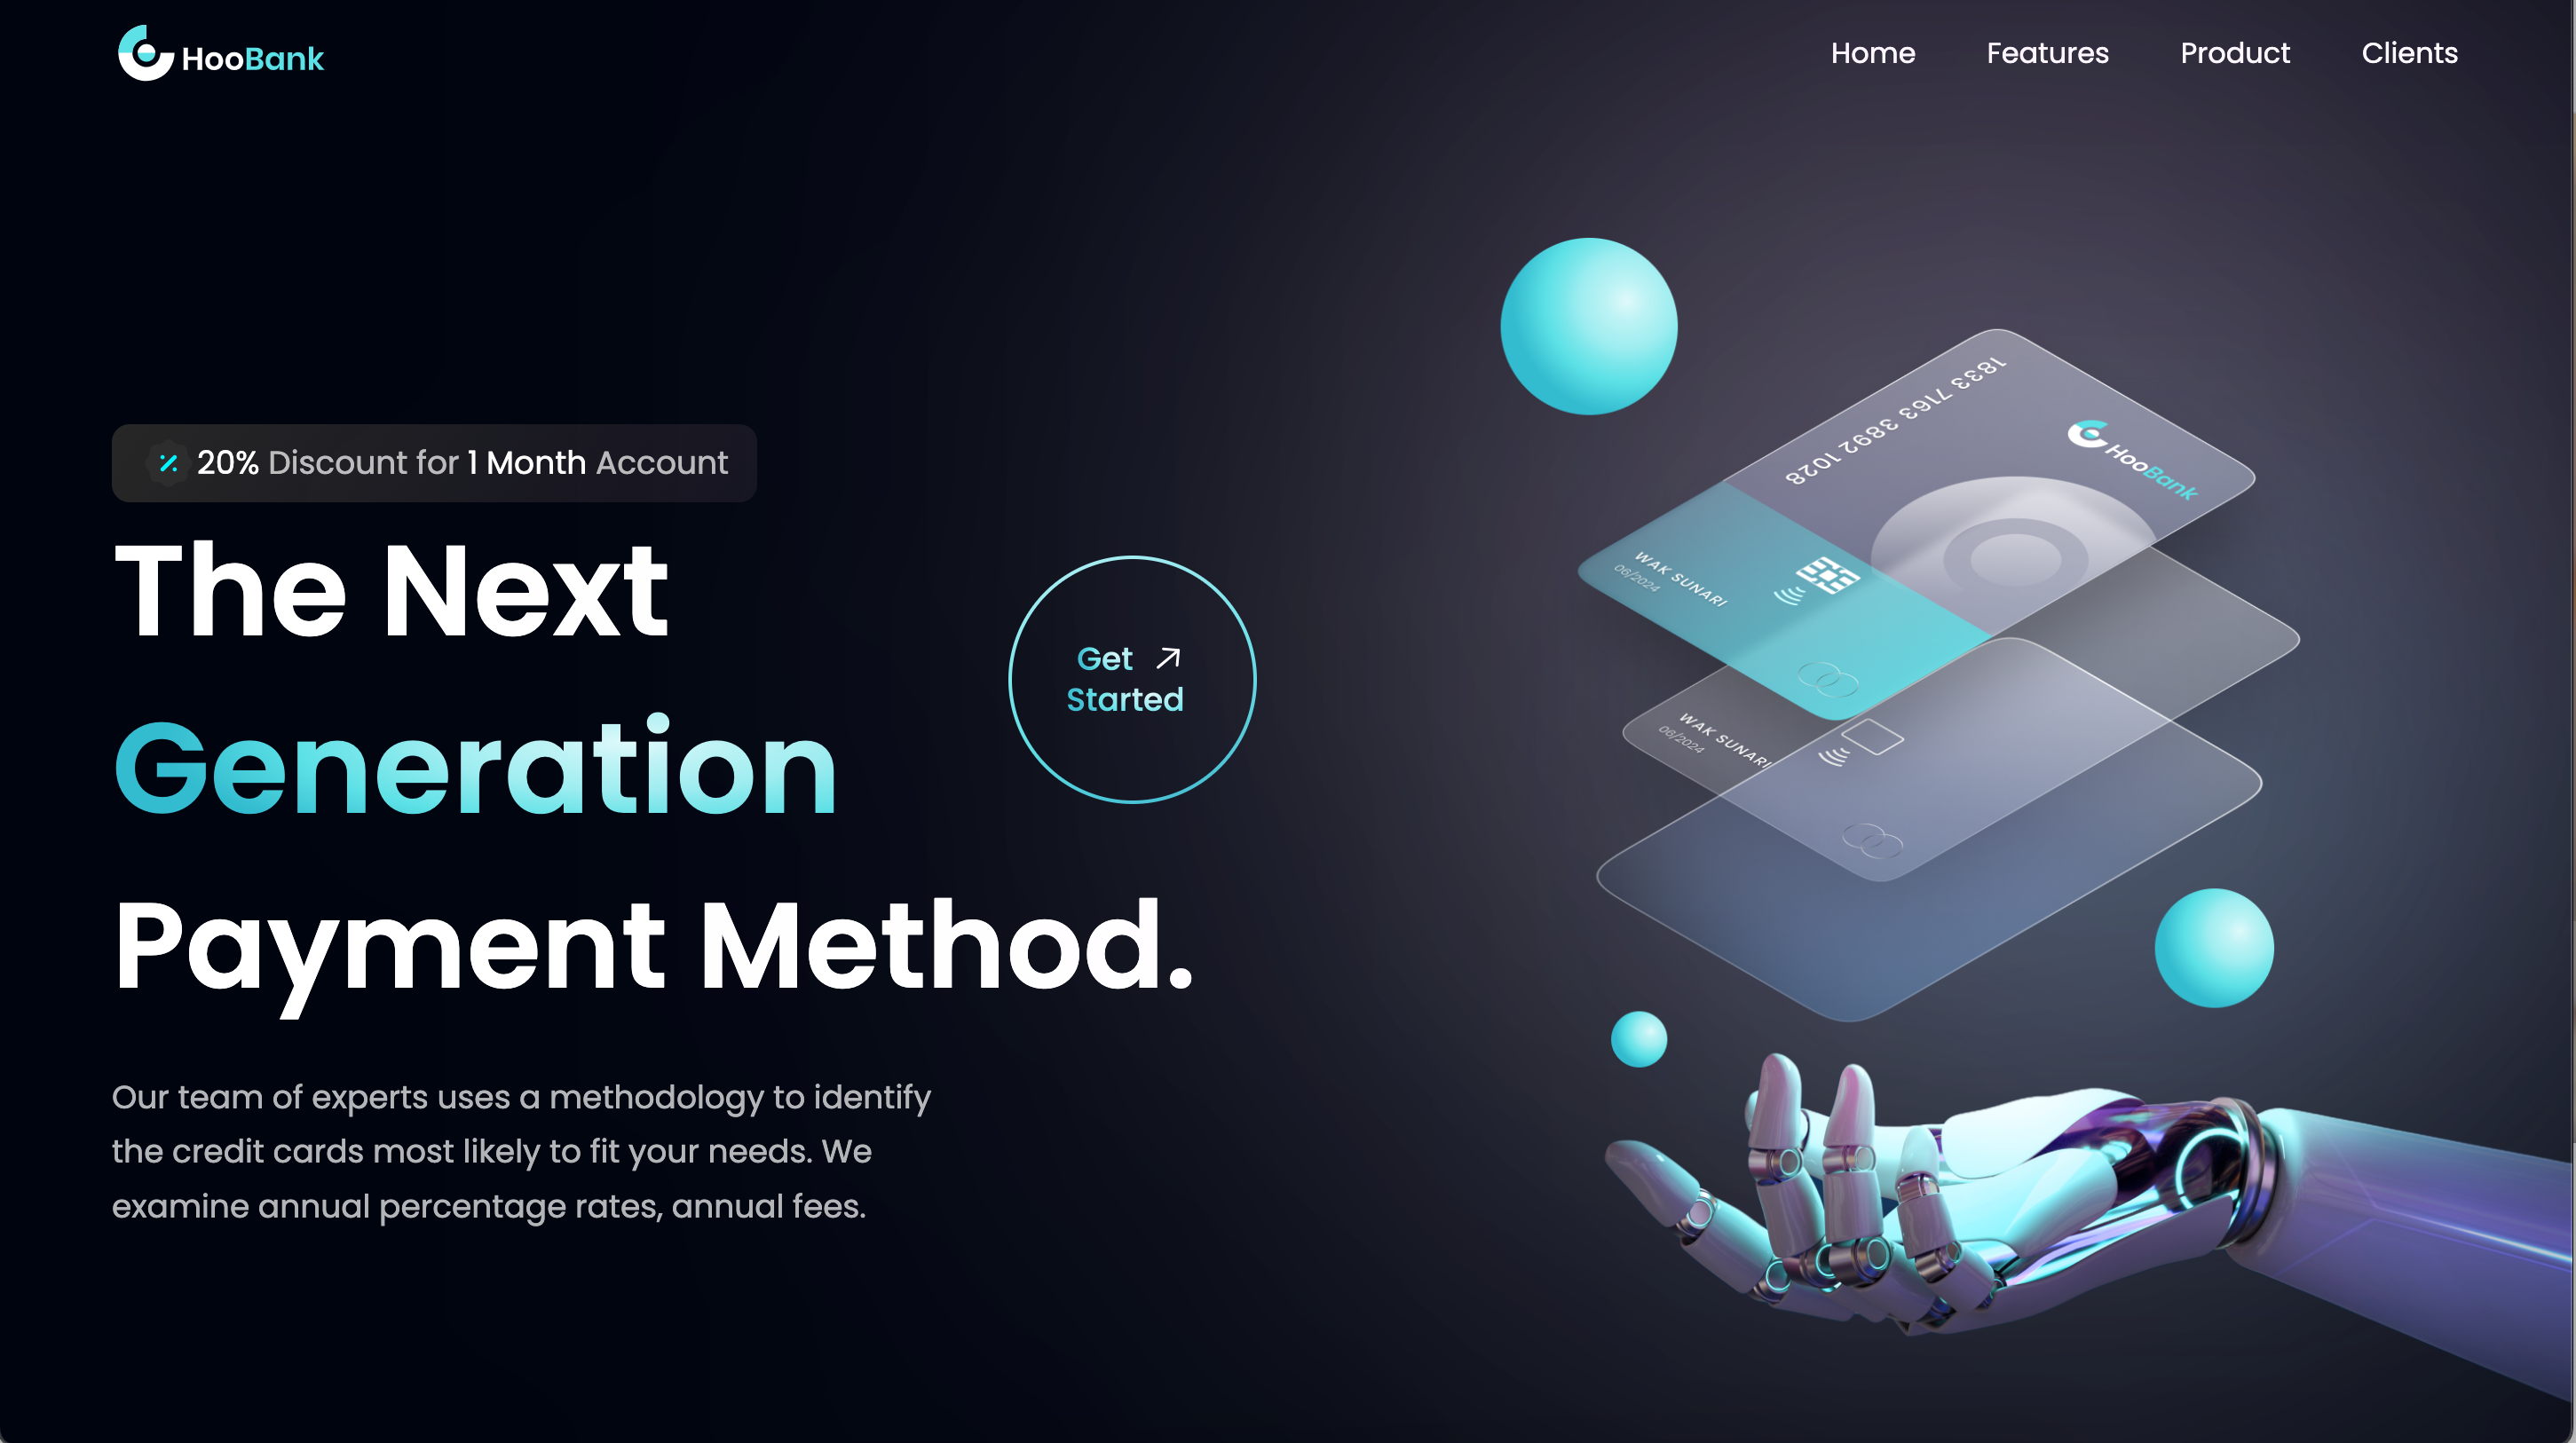 HooBank
Home
Features
Product
Clients
20% Discount for 1 Month Account
The Next
Generation
Payment Method.
Get
Started
Our team of experts uses a methodology to identify
the credit cards most likely to fit your needs. We
examine annual percentage rates, annual fees.
1833 7163 3892 1028
HooBank
WAK SUNARI
06/2024
WAK SUNARI
06/2024